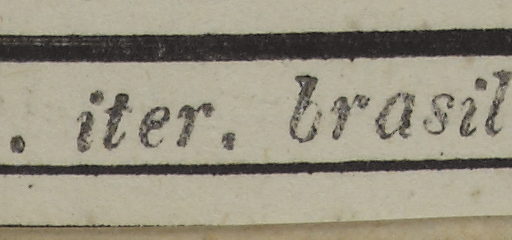 . iter. brasil